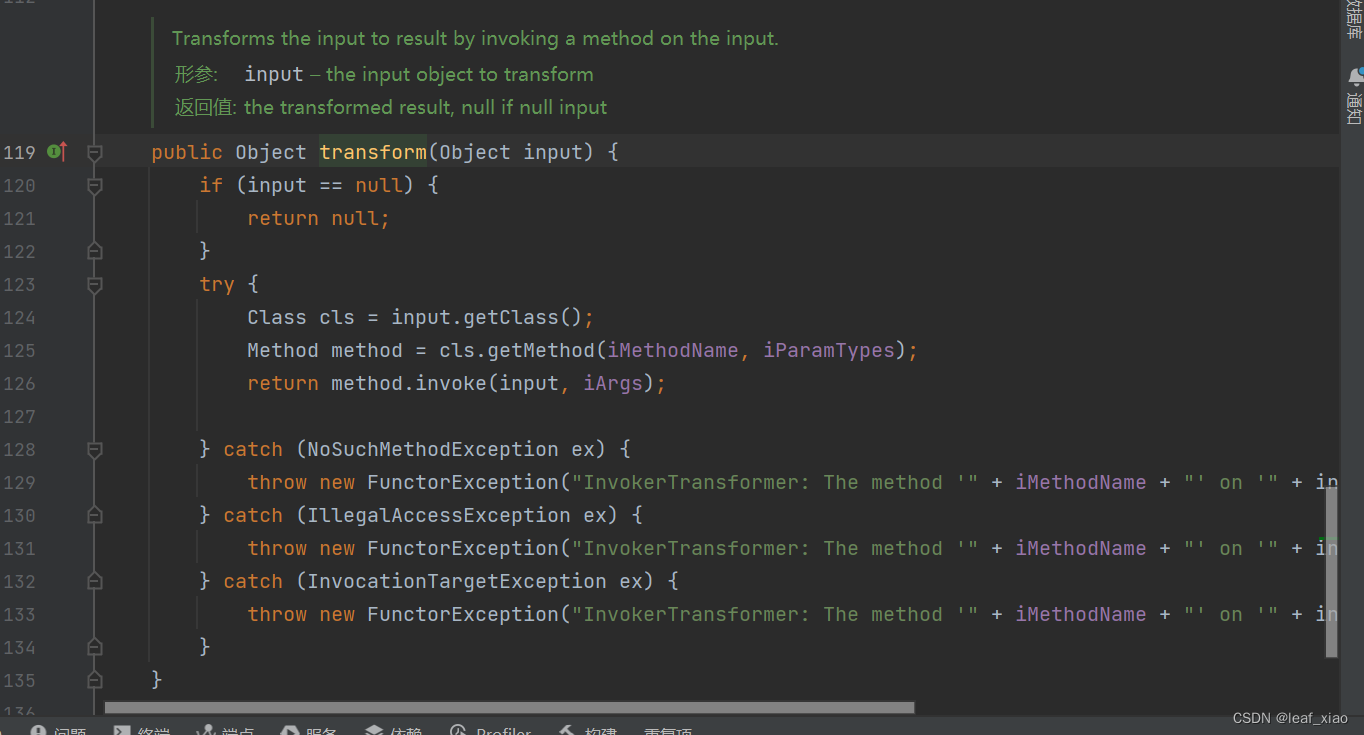 数据库
Transforms the input to result by invoking a method on the input.
形参: input – the input object to transform
返回值: the transformed result, null if null input
通知
119 public Object transform(Object input) {
120 if (input == null) {
121 return null;
122 }
123 try {
124 Class cls = input.getClass();
125 Method method = cls.getMethod(iMethodName, iParamTypes);
126 return method.invoke(input, iArgs);
127
128 } catch (NoSuchMethodException ex) {
129 throw new FunctorException("InvokerTransformer: The method '" + iMethodName + "' on '" + in
130 } catch (IllegalAccessException ex) {
131 throw new FunctorException("InvokerTransformer: The method '" + iMethodName + "' on '" + in
132 } catch (InvocationTargetException ex) {
133 throw new FunctorException("InvokerTransformer: The method '" + iMethodName + "' on '" + in
134 }
135 }
136
问题 终端 端点 服务 依赖 Profiler 构建 重复项
CSDN @leaf_xiao